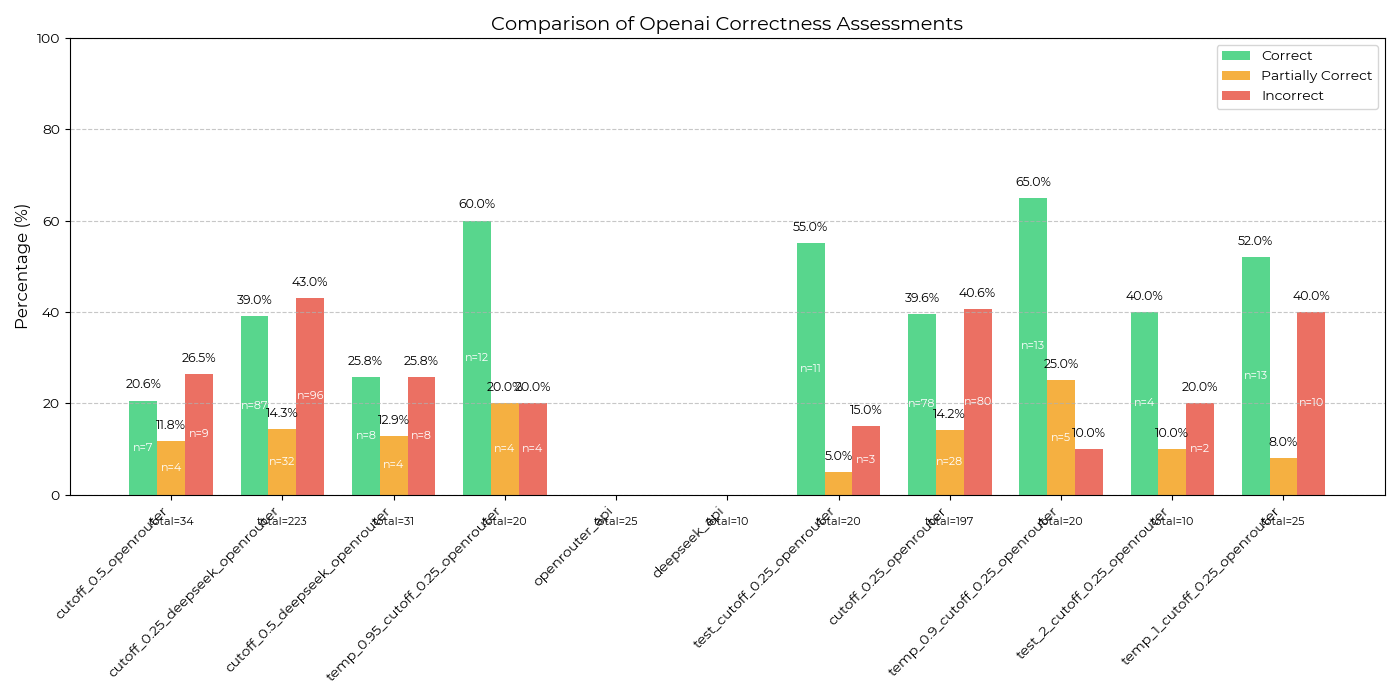 Comparison of Openai Correctness Assessments
100
80
60
40
20
0
Percentage (%)
Correct
Partially Correct
Incorrect
20.6%
11.8%
26.5%
n=7
n=4
n=9
39.0%
14.3%
43.0%
n=87
n=32
n=96
25.8%
12.9%
25.8%
n=8
n=4
n=8
60.0%
20.0%
20.0%
n=12
n=4
n=4
55.0%
5.0%
15.0%
n=11
n=3
39.6%
14.2%
40.6%
n=78
n=28
n=80
65.0%
25.0%
10.0%
n=13
n=5
40.0%
10.0%
20.0%
n=4
n=2
52.0%
8.0%
40.0%
n=13
n=10
total=34
total=223
total=31
total=20
total=25
total=10
total=20
total=197
total=20
total=10
total=25
cutoff_0.5_openrouter
cutoff_0.25_deepseek_openrouter
cutoff_0.5_deepseek_openrouter
temp_0.95_cutoff_0.25_openrouter
openrouter_api
deepseek_api
test_cutoff_0.25_openrouter
cutoff_0.25_openrouter
temp_0.9_cutoff_0.25_openrouter
test_2_cutoff_0.25_openrouter
temp_1_cutoff_0.25_openrouter